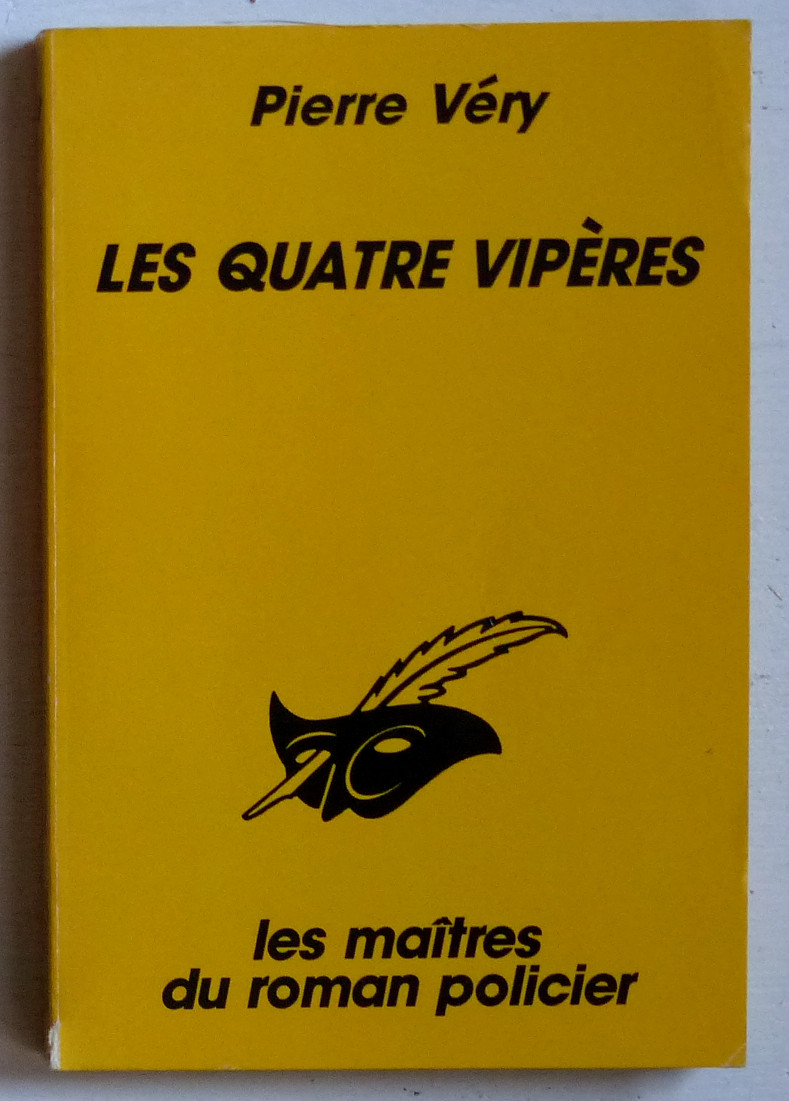 Pierre Véry
LES QUATRE VIPÈRES
les maîtres
du roman policier